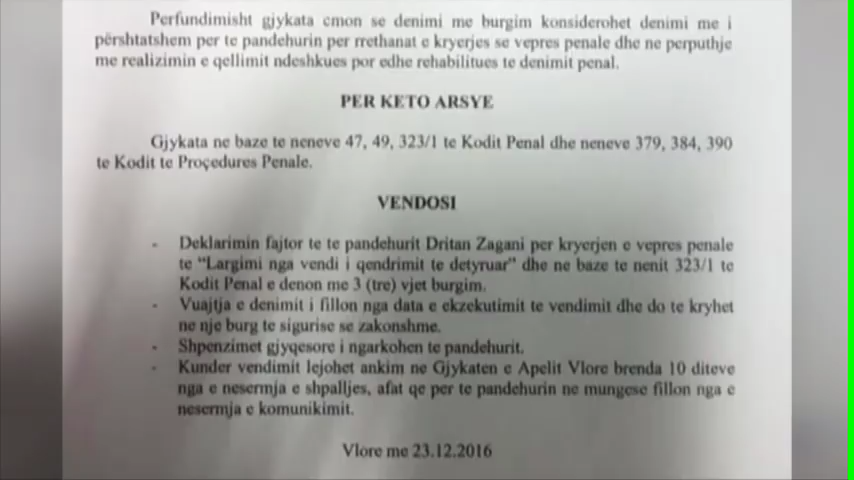 Perfundimisht gjykata cmon se denimi me burgim konsiderohet denimi me i
përshtatshem per te pandehurin per rrethanat e kryerjes se vepres penale dhe ne perputhje
me realizimin e qellimit ndeshkues por edhe rehabilitues te denimit penal.
PER KETO ARSYE
Gjykata ne baze te neneve 47, 49, 323/1 te Kodit Penal dhe neneve 379, 384, 390
te Kodit te Proçedures Penale.
VENDOSI
- Deklarimin fajtor te te pandehurit Dritan Zagani per kryerjen e vepres penale
te “Largimi nga vendi i qendrimit te detyruar” dhe ne baze te nenit 323/1 te
Kodit Penal e denon me 3 (tre) vjet burgim.
- Vuajtja e denimit i fillon nga data e ekzekutimit te vendimit dhe do te kryhet
ne nje burg te sigurise se zakonshme.
- Shpenzimet gjyqesore i ngarkohen te pandehurit.
- Kunder vendimit lejohet ankim ne Gjykaten e Apelit Vlore brenda 10 diteve
nga e nesermja e shpalljes, afat qe per te pandehurin ne mungese fillon nga e
nesermja e komunikimit.
Vlore me 23.12.2016